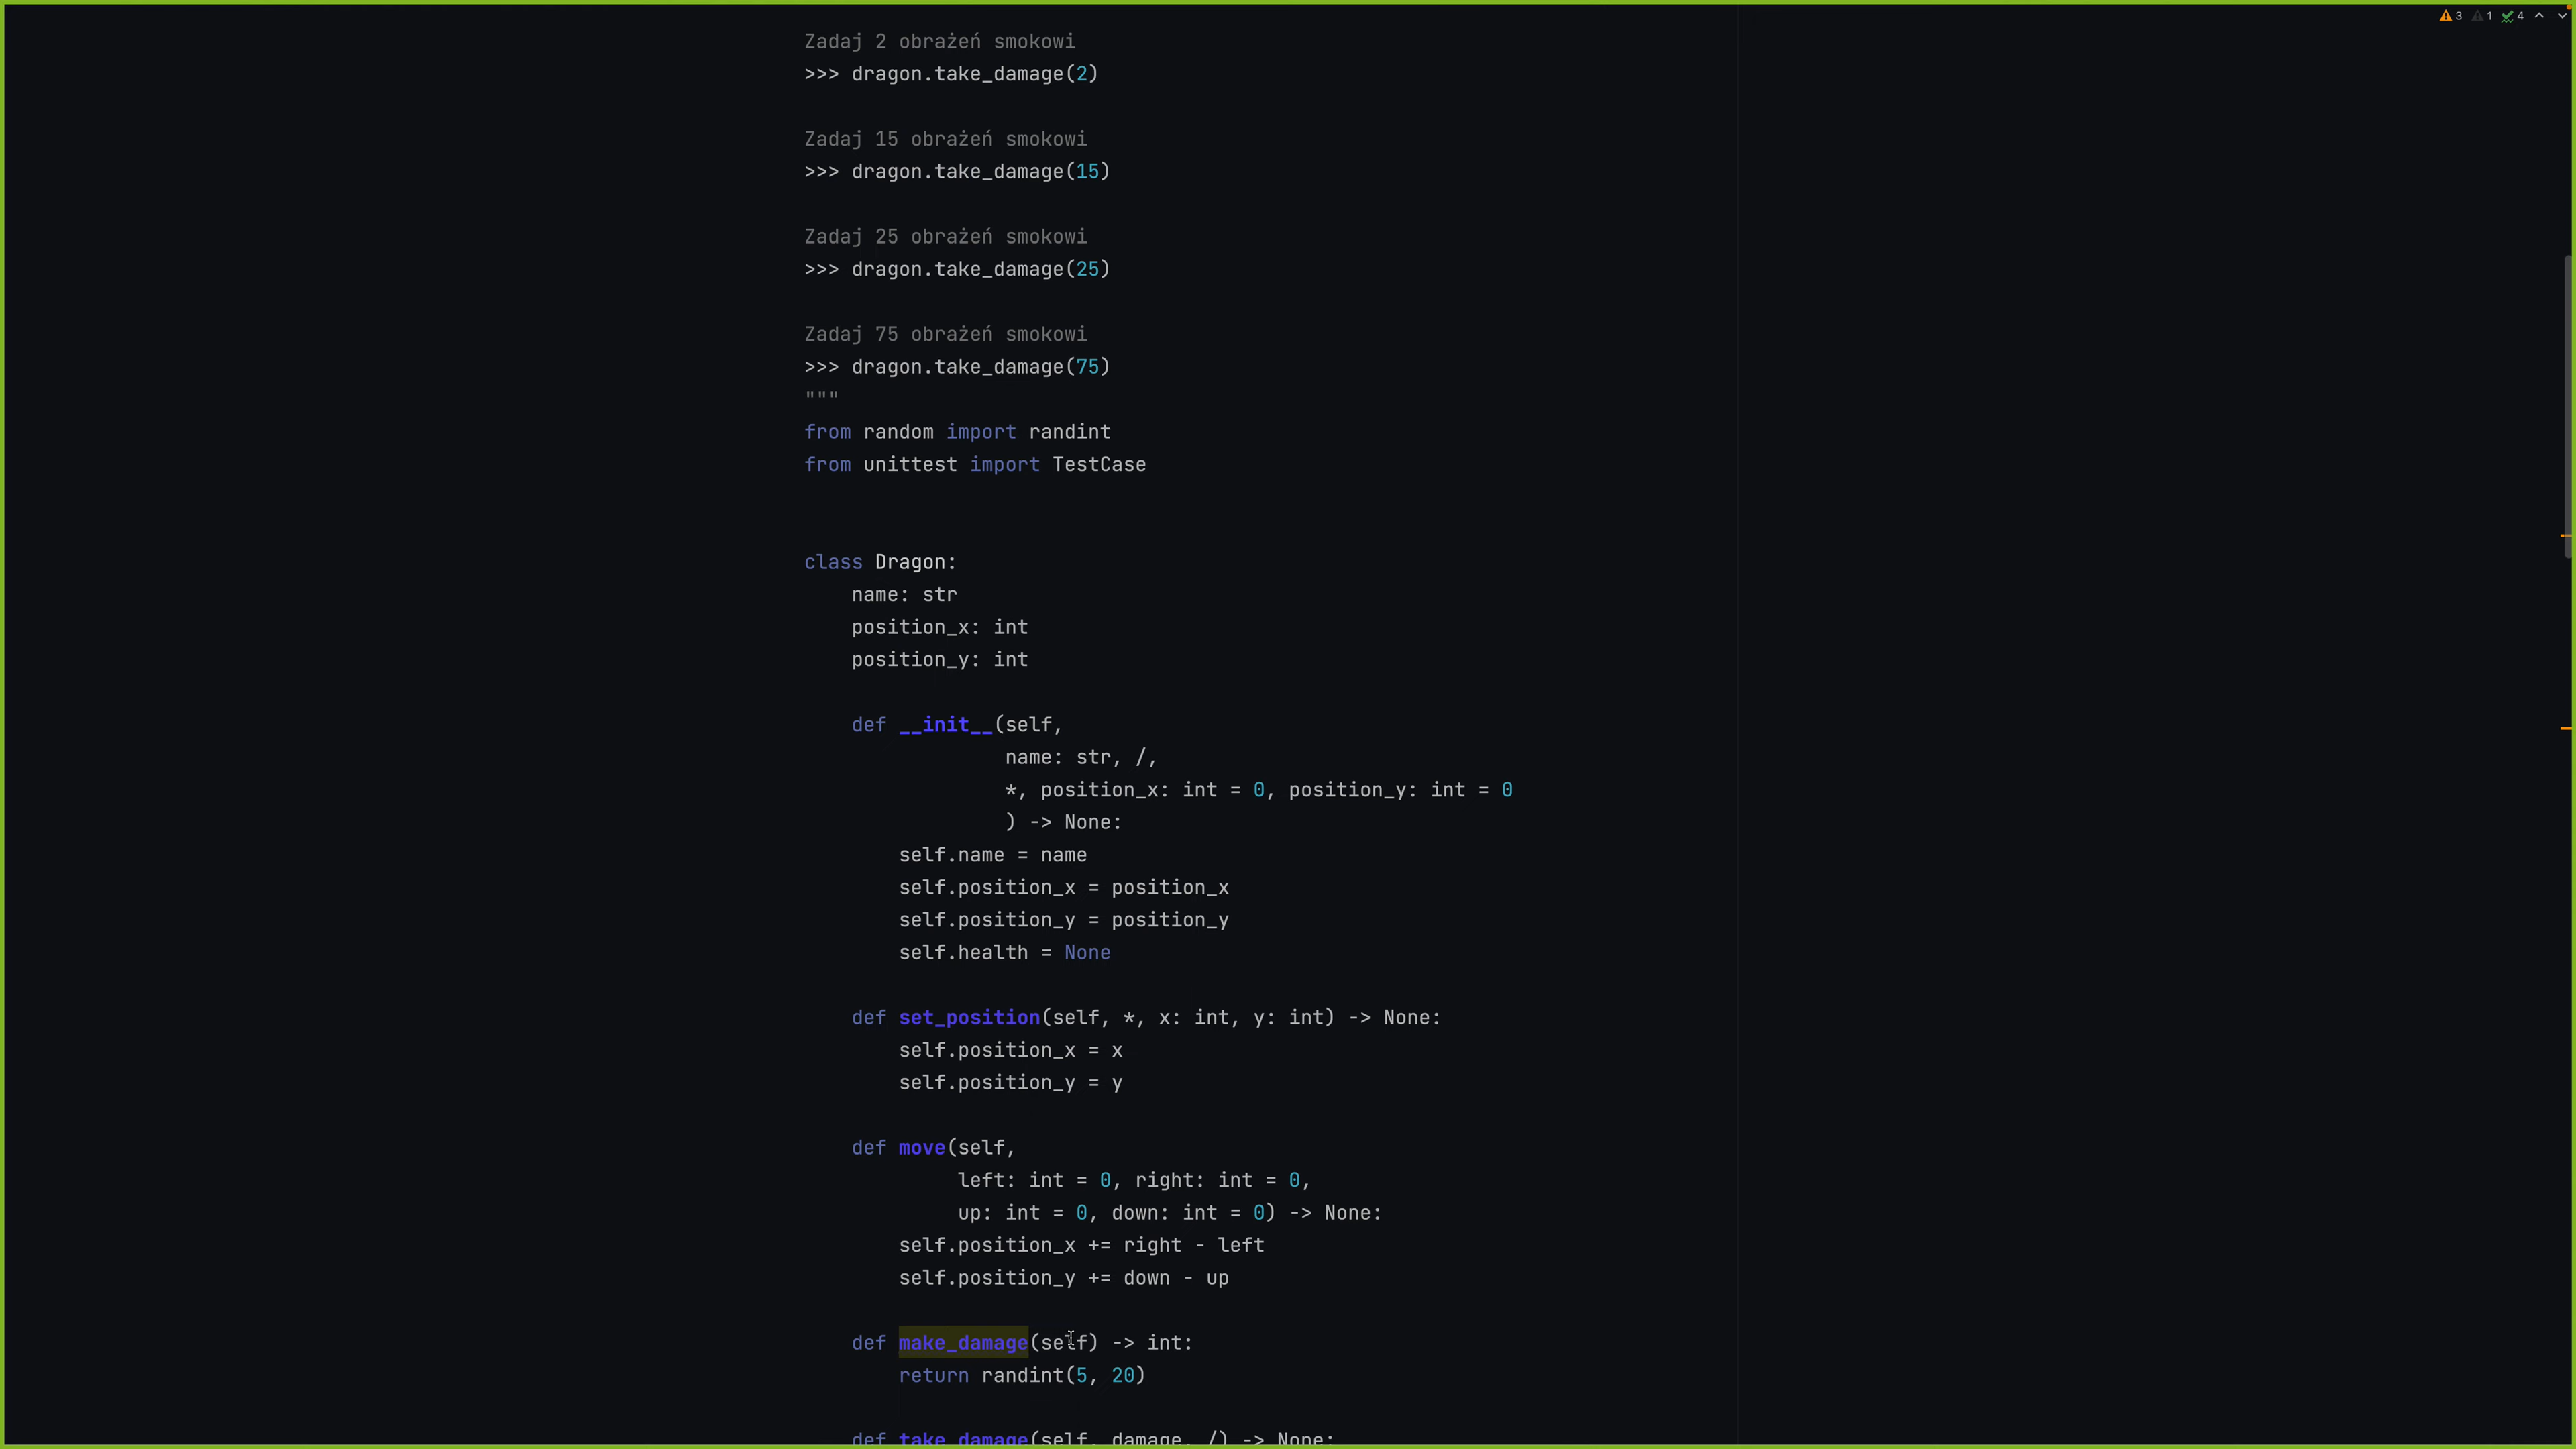 3 1 4
Zadaj 2 obrażeń smokowi
>>> dragon.take_damage(2)
Zadaj 15 obrażeń smokowi
>>> dragon.take_damage(15)
Zadaj 25 obrażeń smokowi
>>> dragon.take_damage(25)
Zadaj 75 obrażeń smokowi
>>> dragon.take_damage(75)
"""
from random import randint
from unittest import TestCase
class Dragon:
    name: str
    position_x: int
    position_y: int
    def __init__(self,
                 name: str, /,
                 *, position_x: int = 0, position_y: int = 0
                 ) -> None:
        self.name = name
        self.position_x = position_x
        self.position_y = position_y
        self.health = None
    def set_position(self, *, x: int, y: int) -> None:
        self.position_x = x
        self.position_y = y
    def move(self,
             left: int = 0, right: int = 0,
             up: int = 0, down: int = 0) -> None:
        self.position_x += right - left
        self.position_y += down - up
    def make_damage(self) -> int:
        return randint(5, 20)
    def take_damage(self, damage, /) -> None: